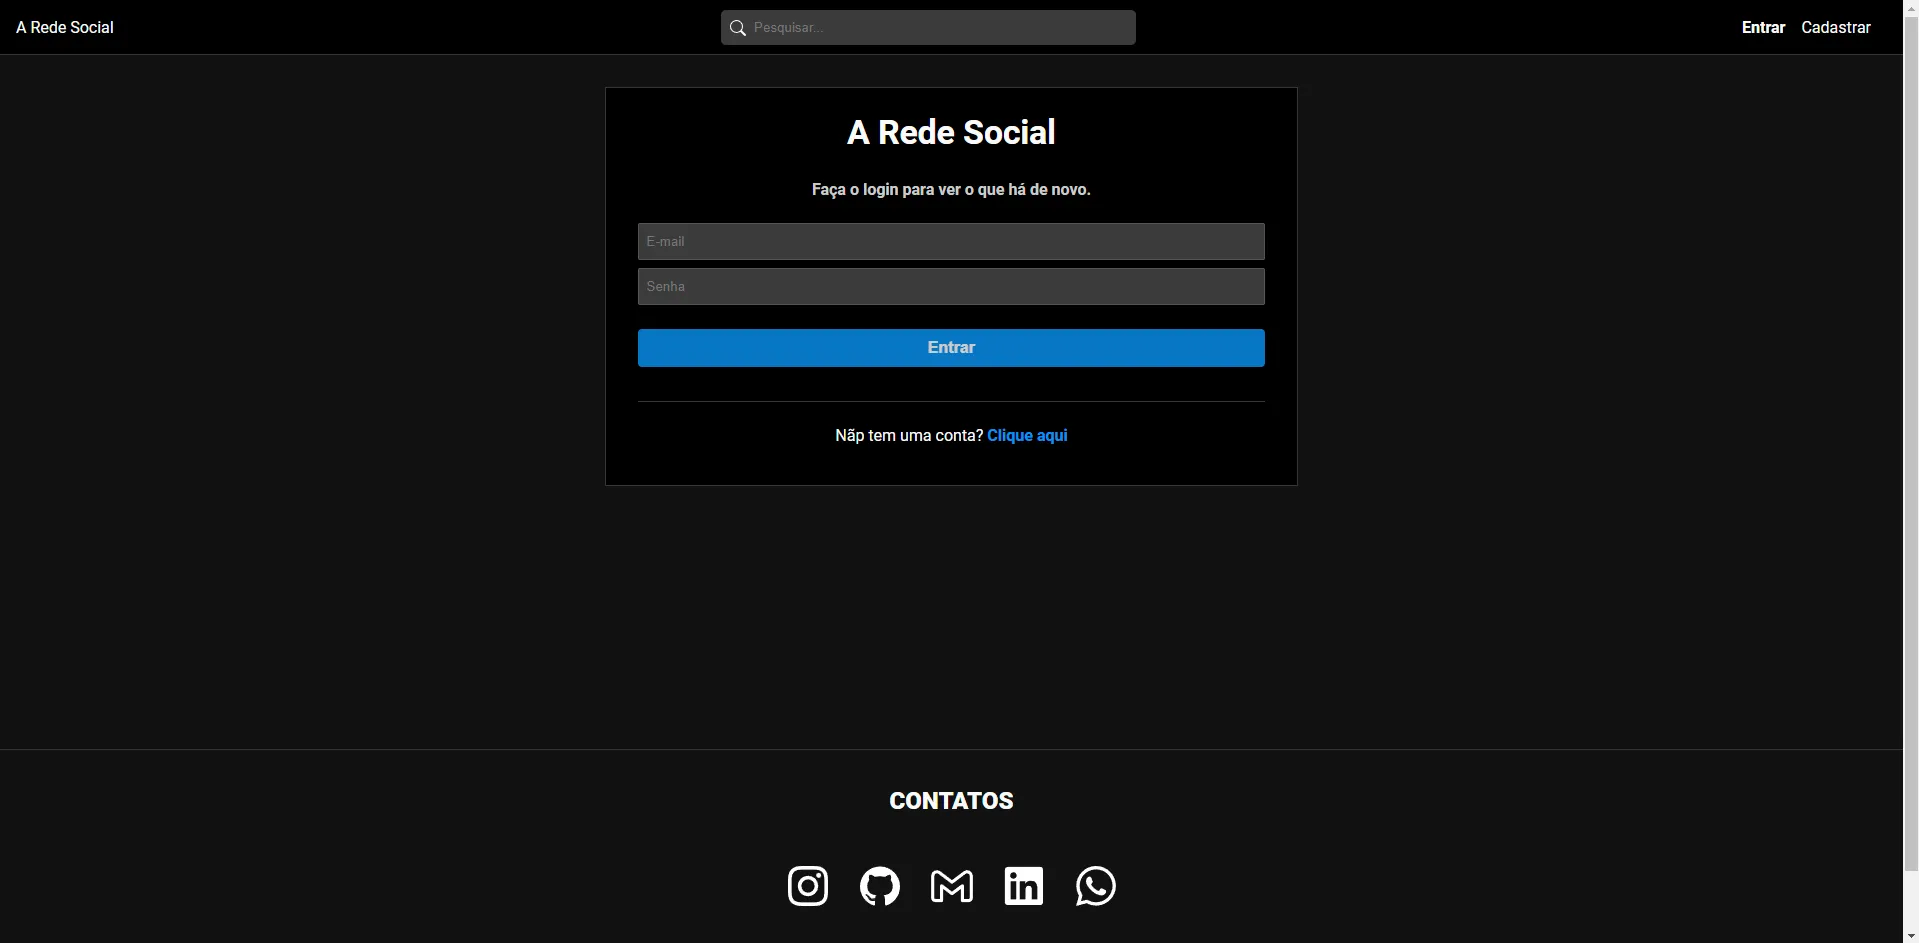 A Rede Social
Pesquisar...
Entrar
Cadastrar
A Rede Social
Faça o login para ver o que há de novo.
E-mail
Senha
Entrar
Nãp tem uma conta? Clique aqui
CONTATOS
in